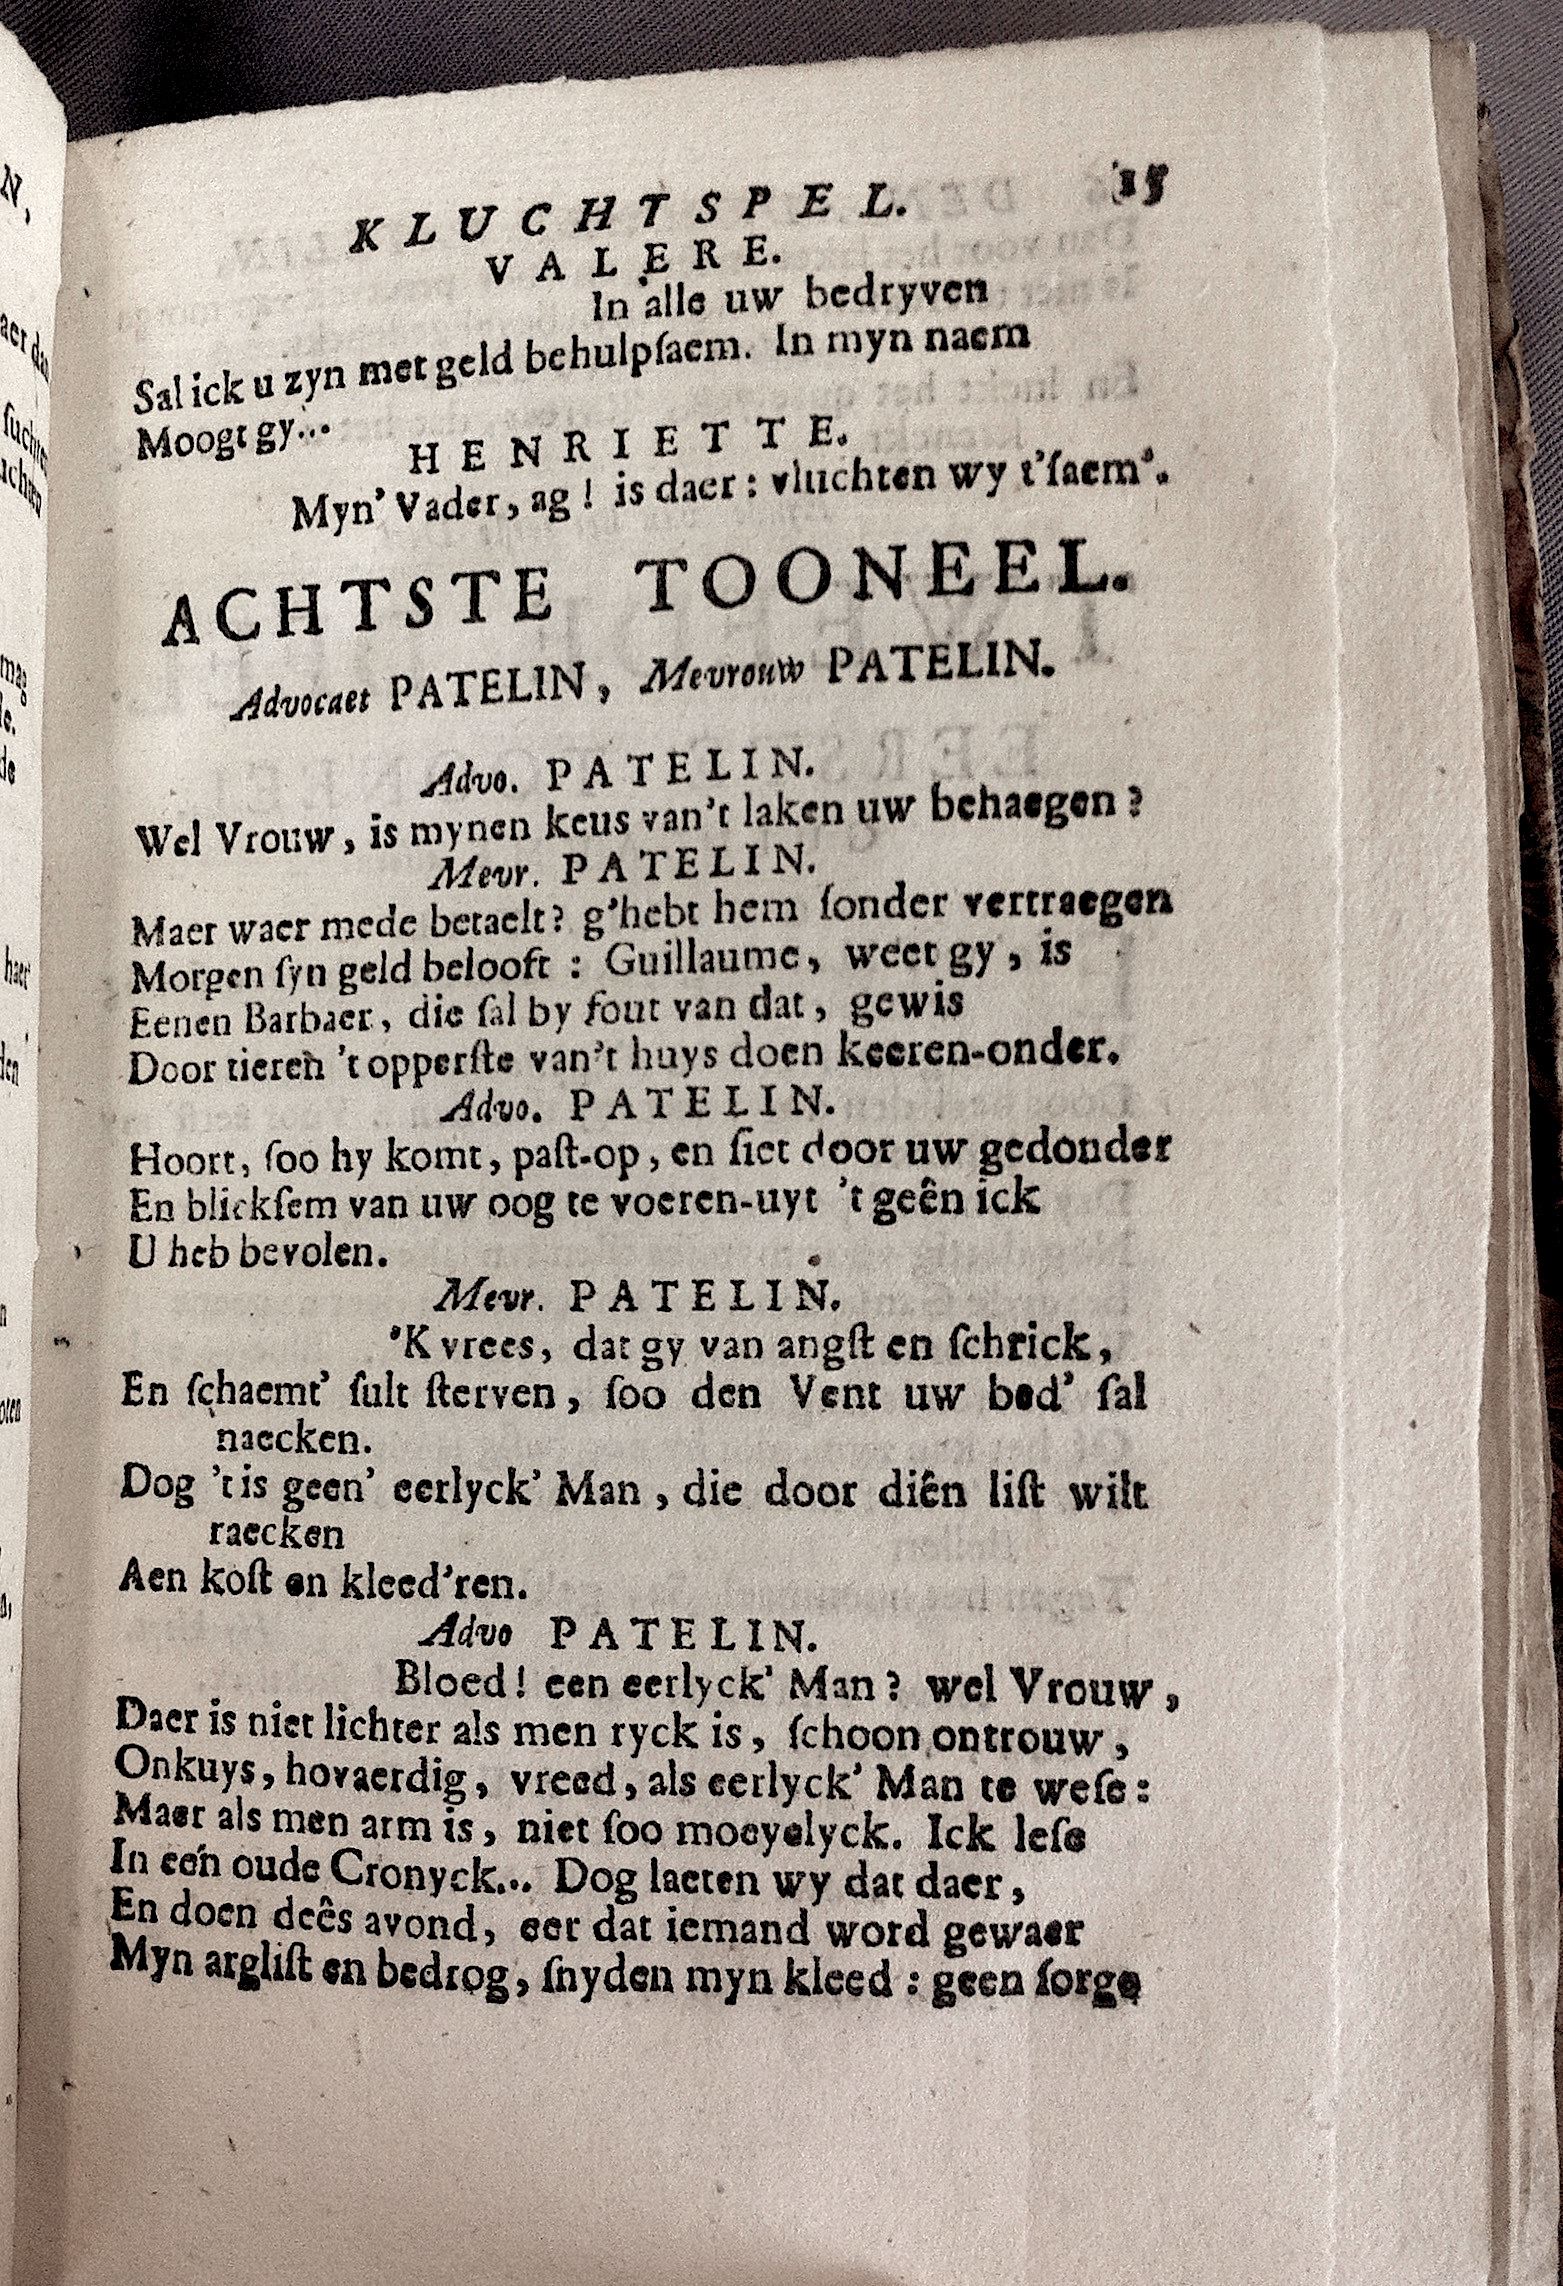 KLUCHTSPEL. 15
VALERE.
In alle uw bedryven
Sal ick u zyn met geld behulpſaem. In myn naem
Moogt gy...
HENRIETTE.
Myn' Vader, ag! is daer: vluchten wy t'ſaem'.
ACHTSTE TOONEEL.
Advocaet PATELIN, Mevrouw PATELIN.
Advo. PATELIN.
Wel Vrouw, is mynen keus van't laken uw behaegen?
Mevr. PATELIN.
Maer waer mede betaelt? g'hebt hem ſonder vertraegen
Morgen ſyn geld belooft: Guillaume, weet gy, is
Eenen Barbaer, die ſal by fout van dat, gewis
Door tieren 't opperſte van't huys doen keeren-onder.
Advo. PATELIN.
Hoort, ſoo hy komt, paſt-op, en ſiet door uw gedonder
En blickſem van uw oog te voeren-uyt 't geên ick
U heb bevolen.
Mevr. PATELIN.
'K vrees, dat gy van angſt en ſchrick,
En ſchaemt' ſult ſterven, ſoo den Vent uw bed' ſal
naecken.
Dog 't is geen' eerlyck' Man, die door diên liſt wilt
raecken
Aen koſt en kleed'ren.
Advo PATELIN.
Bloed! een eerlyck' Man? wel Vrouw,
Daer is niet lichter als men ryck is, ſchoon ontrouw,
Onkuys, hovaerdig, vreed, als eerlyck' Man te weſe:
Maer als men arm is, niet ſoo moeyelyck. Ick leſe
In eén oude Cronyck... Dog laeten wy dat daer,
En doen deês avond, eer dat iemand word gewaer
Myn argliſt en bedrog, ſnyden myn kleed: geen ſorge